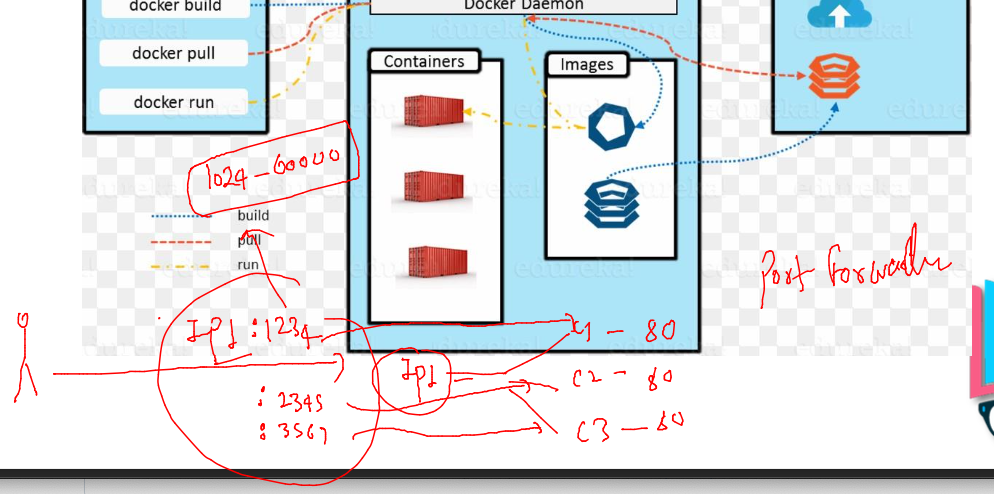 docker build
Docker Daemon
docker pull
docker run
Containers
Images
1024-60000
build
pull
run
edureka!
Port Forwadin
IP1 :1234
C1 - 80
IP1
C2 - 80
: 2345
: 3567
C3 - 80